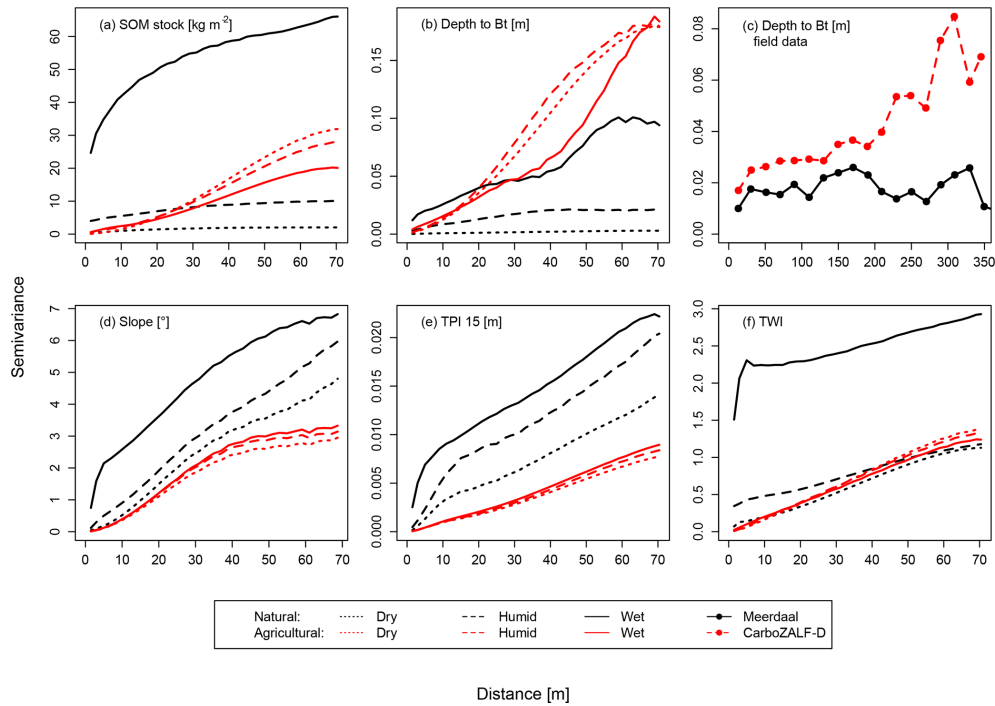 (a) SOM stock [kg m-2]
0 10 20 30 40 50 60
0 10 20 30 40 50 60 70
(b) Depth to Bt [m]
0.00 0.05 0.10 0.15
0 10 20 30 40 50 60 70
(c) Depth to Bt [m]
field data
0.00 0.02 0.04 0.06 0.08
0 50 100 150 200 250 300 350
Semivariance
(d) Slope [°]
0 1 2 3 4 5 6 7
0 10 20 30 40 50 60 70
(e) TPI 15 [m]
0.000 0.005 0.010 0.015 0.020
0 10 20 30 40 50 60 70
(f) TWI
0.0 0.5 1.0 1.5 2.0 2.5 3.0
0 10 20 30 40 50 60 70
Natural: Dry Humid Wet Meerdaal
Agricultural: Dry Humid Wet CarboZALF-D
Distance [m]